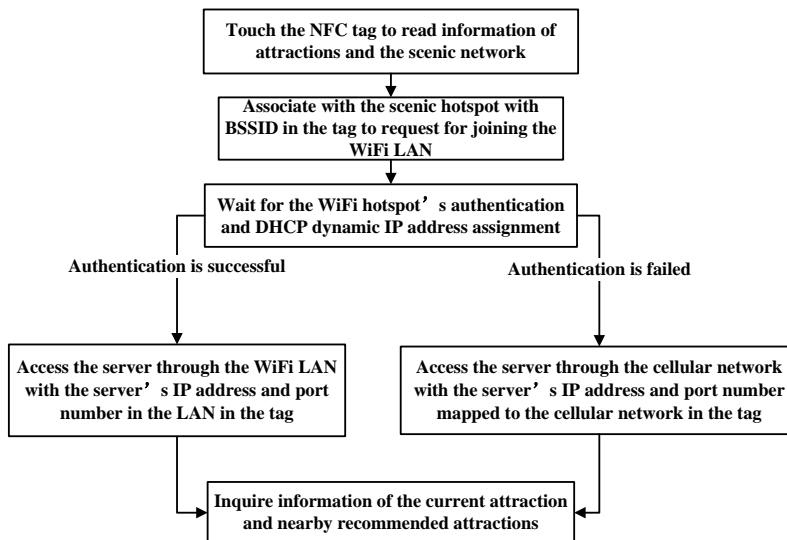 Touch the NFC tag to read information of
attractions and the scenic network
Associate with the scenic hotspot with
BSSID in the tag to request for joining the
WiFi LAN
Wait for the WiFi hotspot’s authentication
and DHCP dynamic IP address assignment
Authentication is successful
Authentication is failed
Access the server through the WiFi LAN
with the server’s IP address and port
number in the LAN in the tag
Access the server through the cellular network
with the server’s IP address and port number
mapped to the cellular network in the tag
Inquire information of the current attraction
and nearby recommended attractions